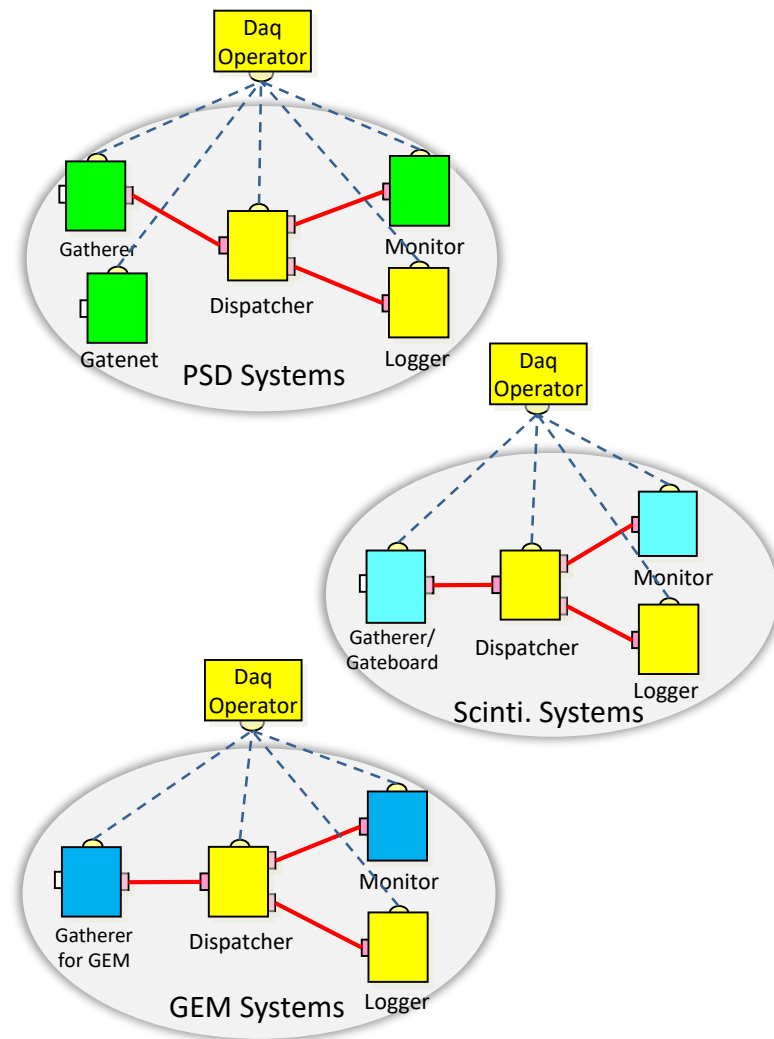 Daq
Operator
Gatherer
Monitor
Dispatcher
Gatenet
Logger
PSD Systems
Daq
Operator
Monitor
Gatherer/
Gateboard
Dispatcher
Logger
Scinti. Systems
Daq
Operator
Monitor
Gatherer
for GEM
Dispatcher
Logger
GEM Systems